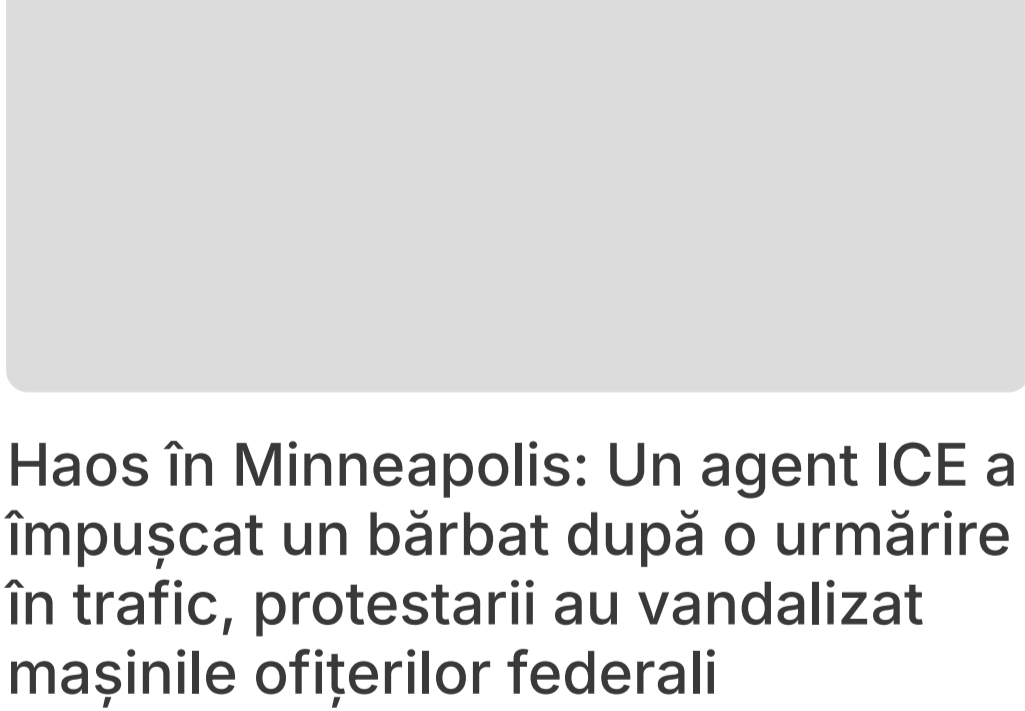 Haos în Minneapolis: Un agent ICE a
împușcat un bărbat după o urmărire
în trafic, protestarii au vandalizat
mașinile ofițerilor federali